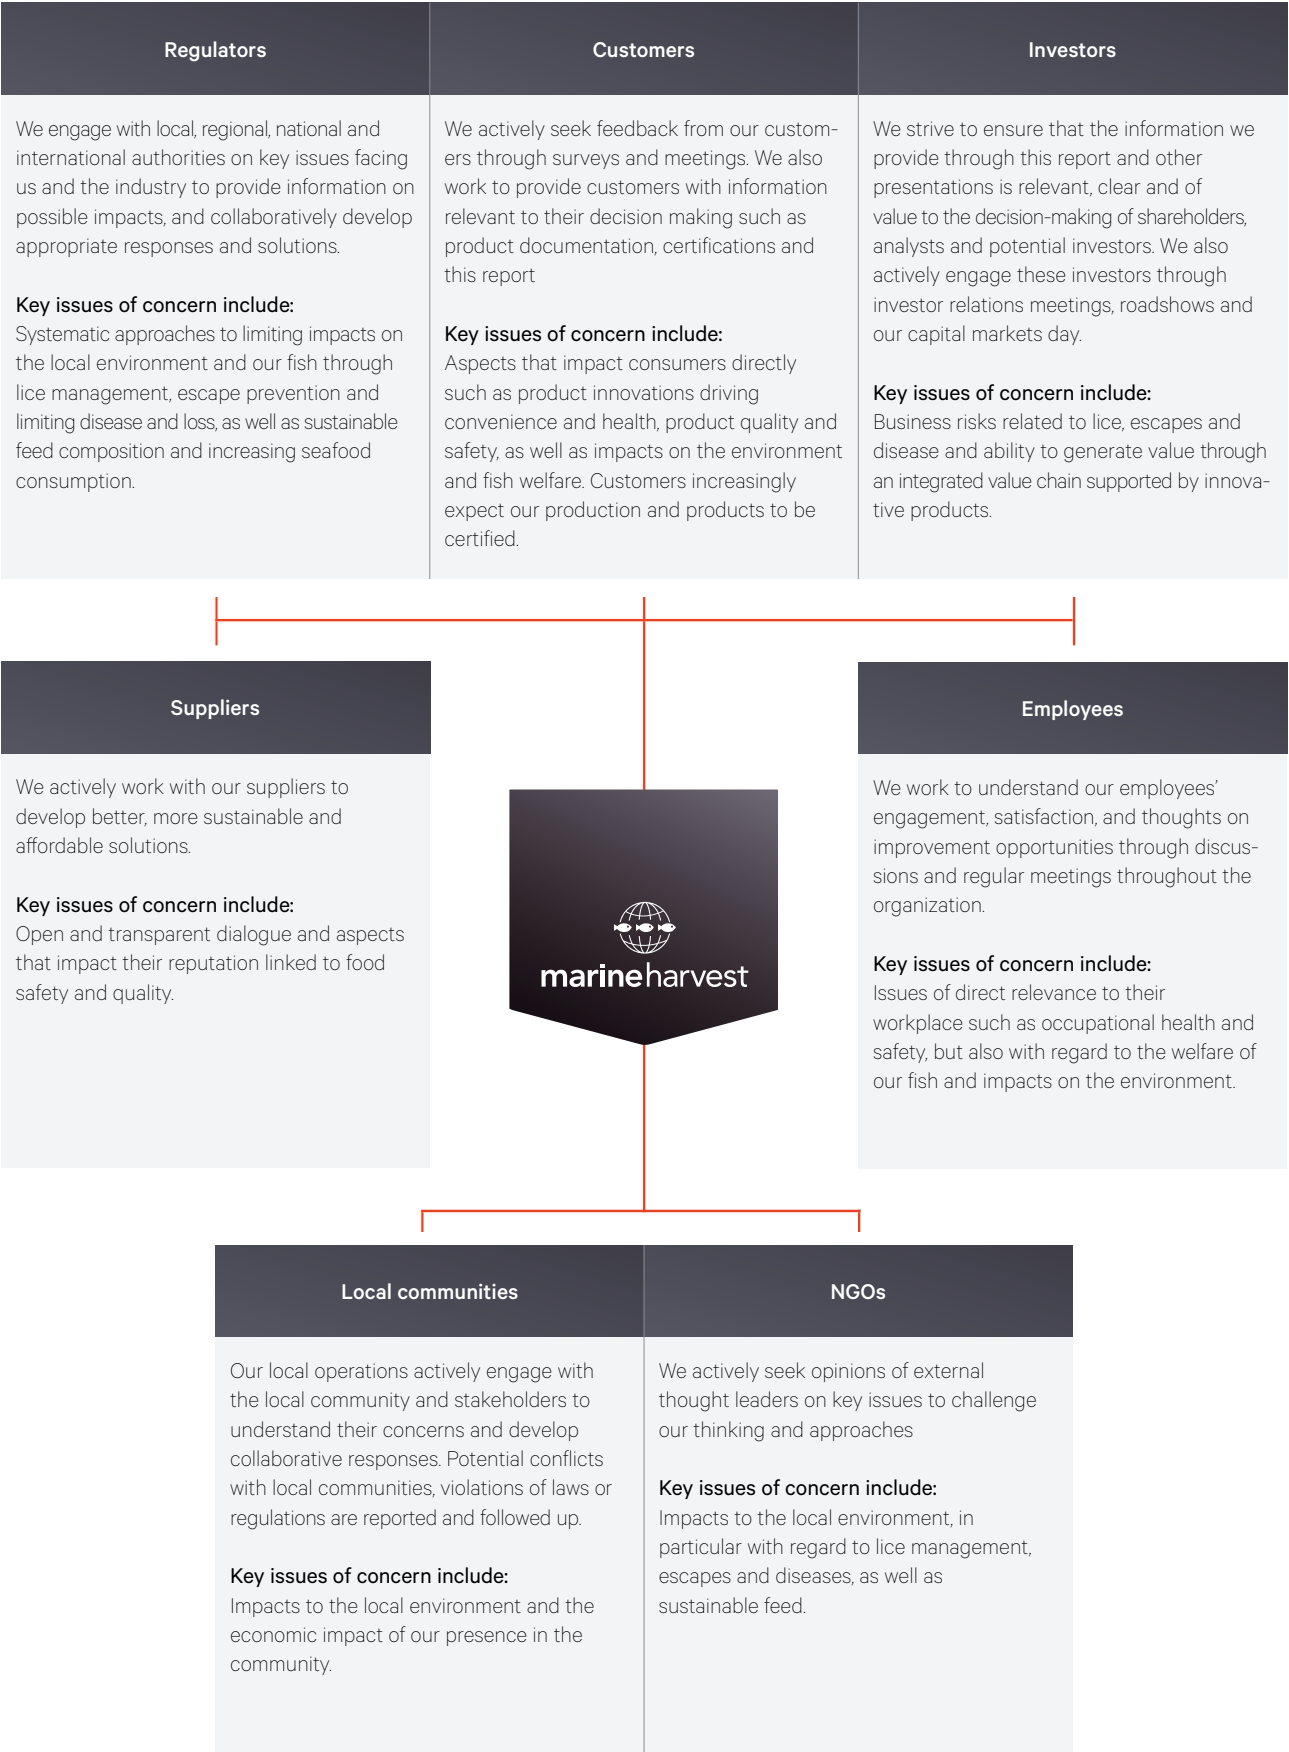 Regulators
We engage with local, regional, national and
international authorities on key issues facing
us and the industry to provide information on
possible impacts, and collaboratively develop
appropriate responses and solutions.
Key issues of concern include:
Systematic approaches to limiting impacts on
the local environment and our fish through
lice management, escape prevention and
limiting disease and loss, as well as sustainable
feed composition and increasing seafood
consumption.
Customers
We actively seek feedback from our custom-
ers through surveys and meetings. We also
work to provide customers with information
relevant to their decision making such as
product documentation, certifications and
this report
Key issues of concern include:
Aspects that impact consumers directly
such as product innovations driving
convenience and health, product quality and
safety, as well as impacts on the environment
and fish welfare. Customers increasingly
expect our production and products to be
certified.
Investors
We strive to ensure that the information we
provide through this report and other
presentations is relevant, clear and of
value to the decision-making of shareholders,
analysts and potential investors. We also
actively engage these investors through
investor relations meetings, roadshows and
our capital markets day.
Key issues of concern include:
Business risks related to lice, escapes and
disease and ability to generate value through
an integrated value chain supported by innova-
tive products.
Suppliers
We actively work with our suppliers to
develop better, more sustainable and
affordable solutions.
Key issues of concern include:
Open and transparent dialogue and aspects
that impact their reputation linked to food
safety and quality.
marineharvest
Employees
We work to understand our employees’
engagement, satisfaction, and thoughts on
improvement opportunities through discus-
sions and regular meetings throughout the
organization.
Key issues of concern include:
Issues of direct relevance to their
workplace such as occupational health and
safety, but also with regard to the welfare of
our fish and impacts on the environment.
Local communities
Our local operations actively engage with
the local community and stakeholders to
understand their concerns and develop
collaborative responses. Potential conflicts
with local communities, violations of laws or
regulations are reported and followed up.
Key issues of concern include:
Impacts to the local environment and the
economic impact of our presence in the
community.
NGOs
We actively seek opinions of external
thought leaders on key issues to challenge
our thinking and approaches
Key issues of concern include:
Impacts to the local environment, in
particular with regard to lice management,
escapes and diseases, as well as
sustainable feed.